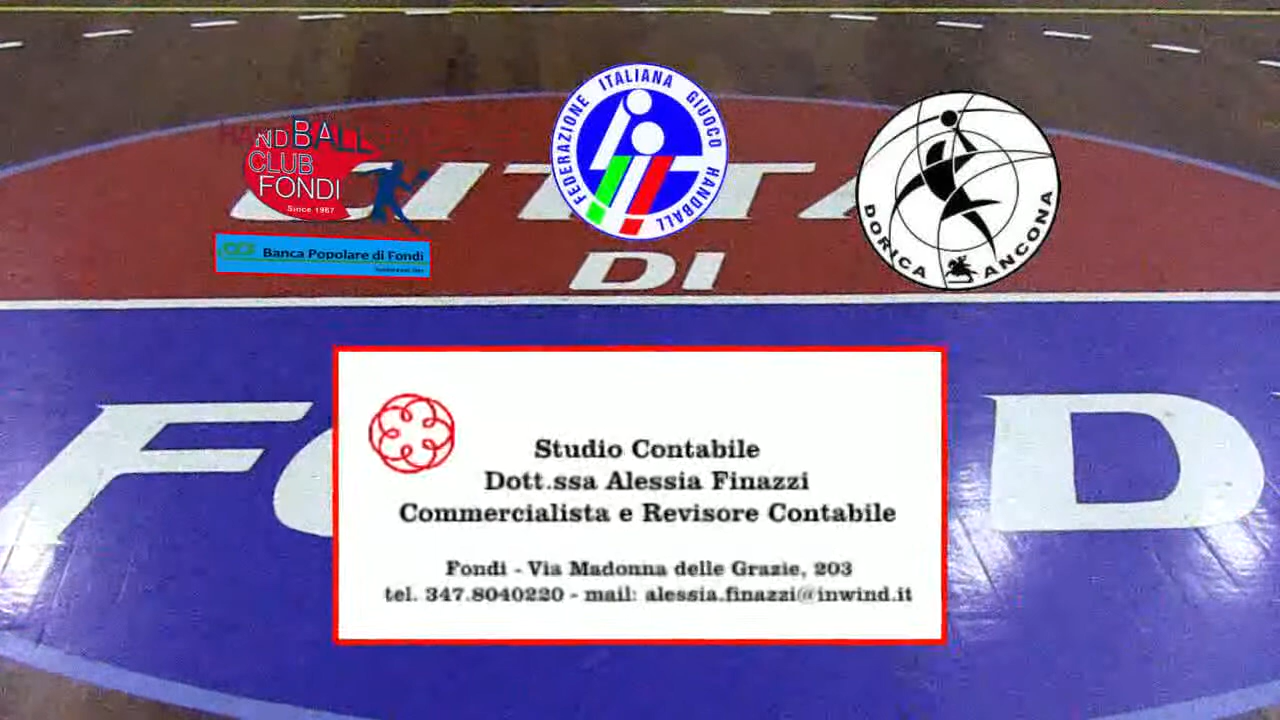 FEDERAZIONE ITALIANA GIUOCO HANDBALL
NDBALL
CLUB
FONDI
Since 1967
Banca Popolare di Fondi
DORICA ANCONA
CITTA
DI
FO D
Studio Contabile
Dott.ssa Alessia Finazzi
Commercialista e Revisore Contabile
Fondi - Via Madonna delle Grazie, 203
tel. 347.8040220 - mail: alessia.finazzi@inwind.it